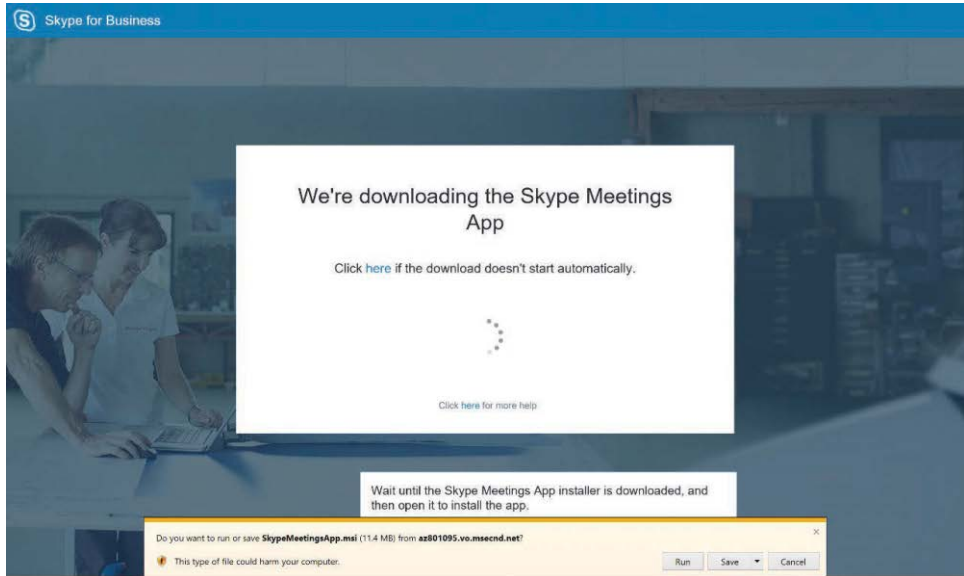 Skype for Business
We're downloading the Skype Meetings
App
Click here if the download doesn't start automatically.
Click here for more help
Wait until the Skype Meetings App installer is downloaded, and
then open it to install the app.
Do you want to run or save SkypeMeetingsApp.msi (11.4 MB) from az801095.vo.msecnd.net?
This type of file could harm your computer.
Run Save Cancel